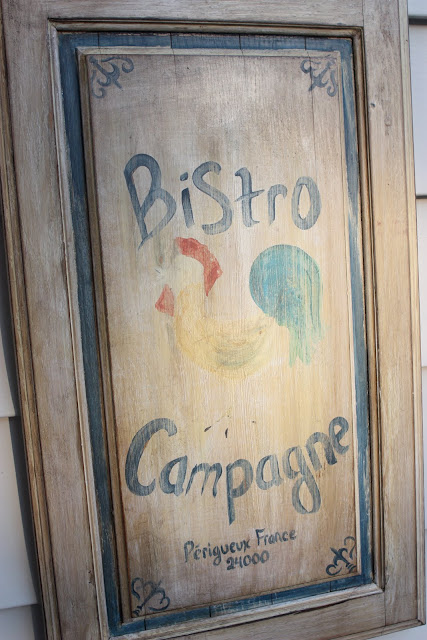 BiStro
Campagne
Périgueux France
24000